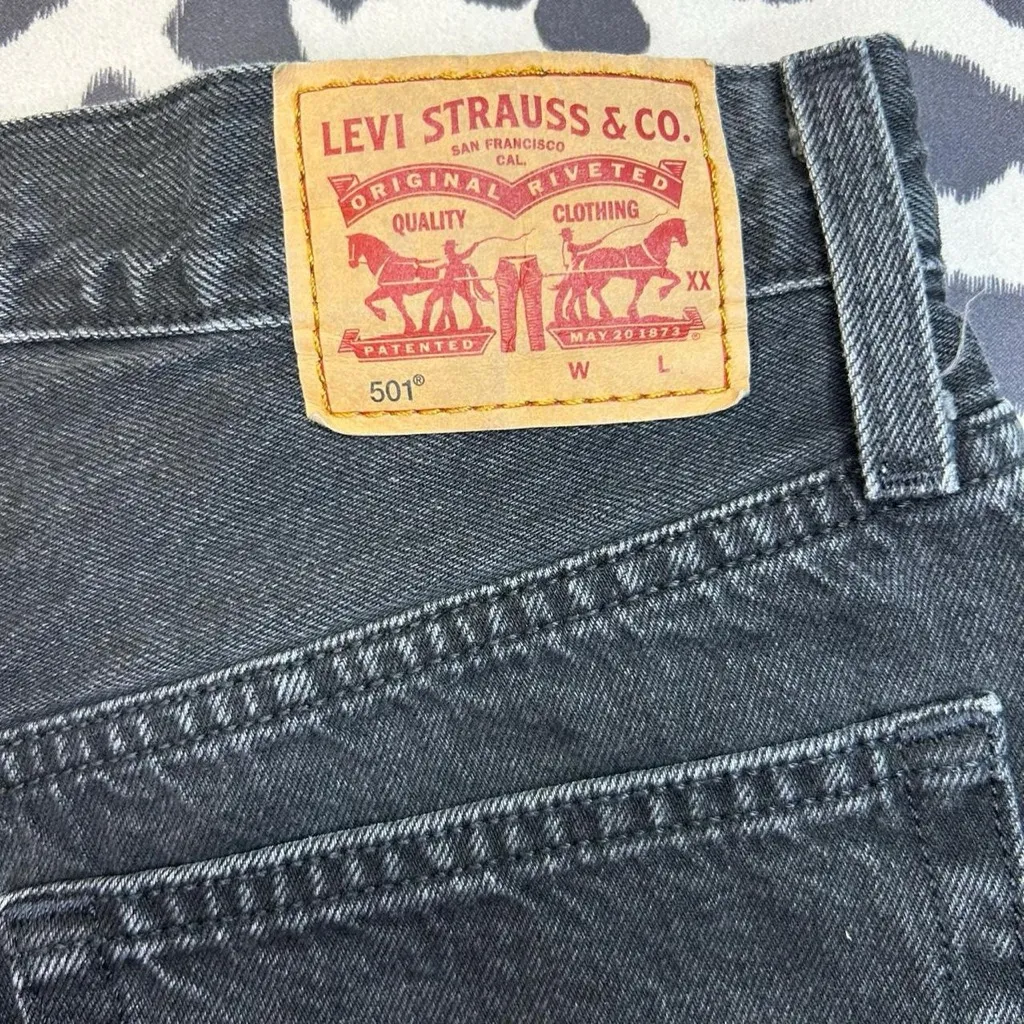 LEVI STRAUSS & CO.
SAN FRANCISCO
CAL.
ORIGINAL RIVETED
QUALITY CLOTHING
XX
PATENTED MAY 20 1873
W L
501®